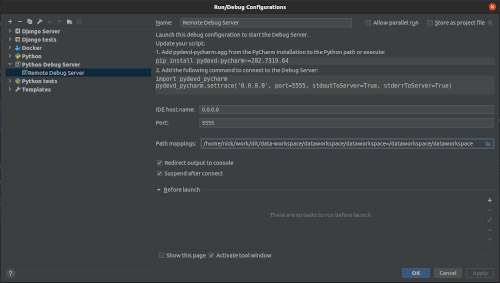 Run/Debug Configurations
Name: Remote Debug Server
Allow parallel run
Store as project file
Django Server
Django tests
Docker
Python
Python Debug Server
Remote Debug Server
Python tests
Templates
Launch this debug configuration to start the Debug Server.
Update your script:
1. Add pydevd-pycharm.egg from the PyCharm installation to the Python path or execute:
pip install pydevd-pycharm~=202.7319.64
2. Add the following command to connect to the Debug Server:
import pydevd_pycharm
pydevd_pycharm.settrace('0.0.0.0', port=5555, stdoutToServer=True, stderrToServer=True)
IDE host name: 0.0.0.0
Port: 5555
Path mappings: /home/nick/work/dit/data-workspace/dataworkspace/dataworkspace=/dataworkspace/dataworkspace
Redirect output to console
Suspend after connect
Before launch
There are no tasks to run before launch
Show this page
Activate tool window
?
OK
Cancel
Apply